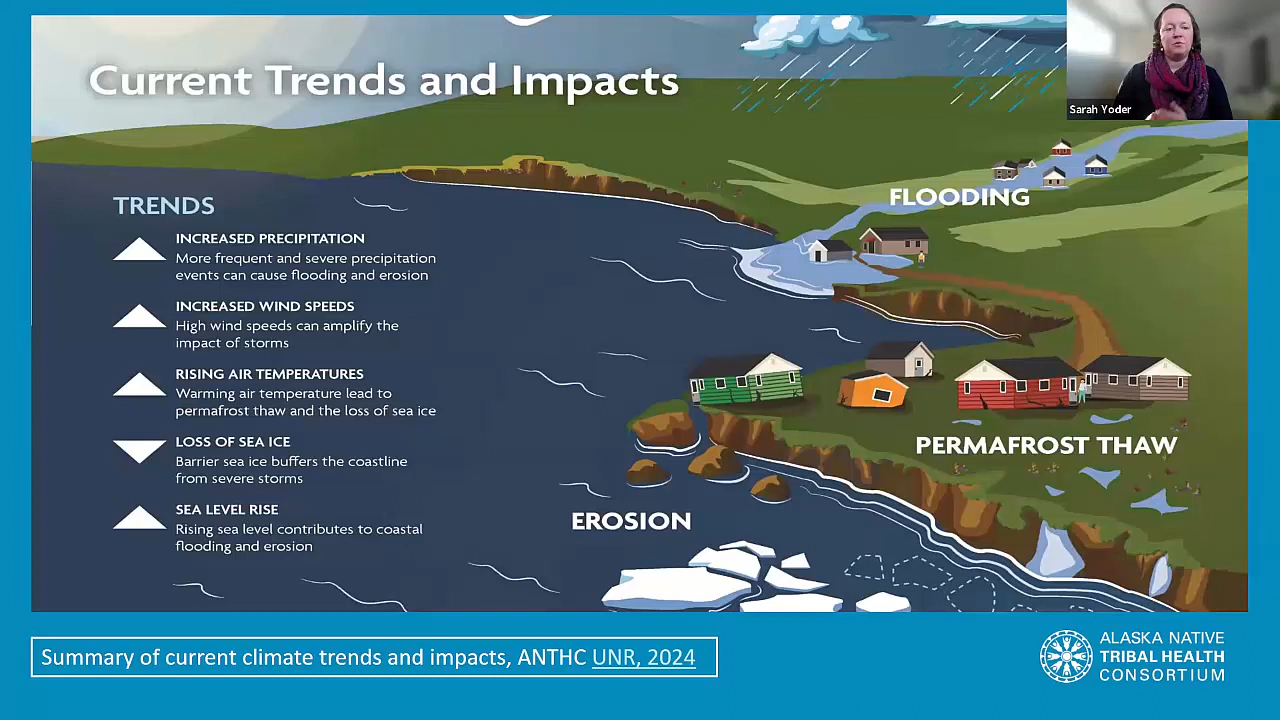 Current Trends and Impacts
Sarah Yoder
TRENDS
INCREASED PRECIPITATION
More frequent and severe precipitation
events can cause flooding and erosion
INCREASED WIND SPEEDS
High wind speeds can amplify the
impact of storms
RISING AIR TEMPERATURES
Warming air temperature lead to
permafrost thaw and the loss of sea ice
LOSS OF SEA ICE
Barrier sea ice buffers the coastline
from severe storms
SEA LEVEL RISE
Rising sea level contributes to coastal
flooding and erosion
FLOODING
PERMAFROST THAW
EROSION
Summary of current climate trends and impacts, ANTHC UNR, 2024
ALASKA NATIVE
TRIBAL HEALTH
CONSORTIUM